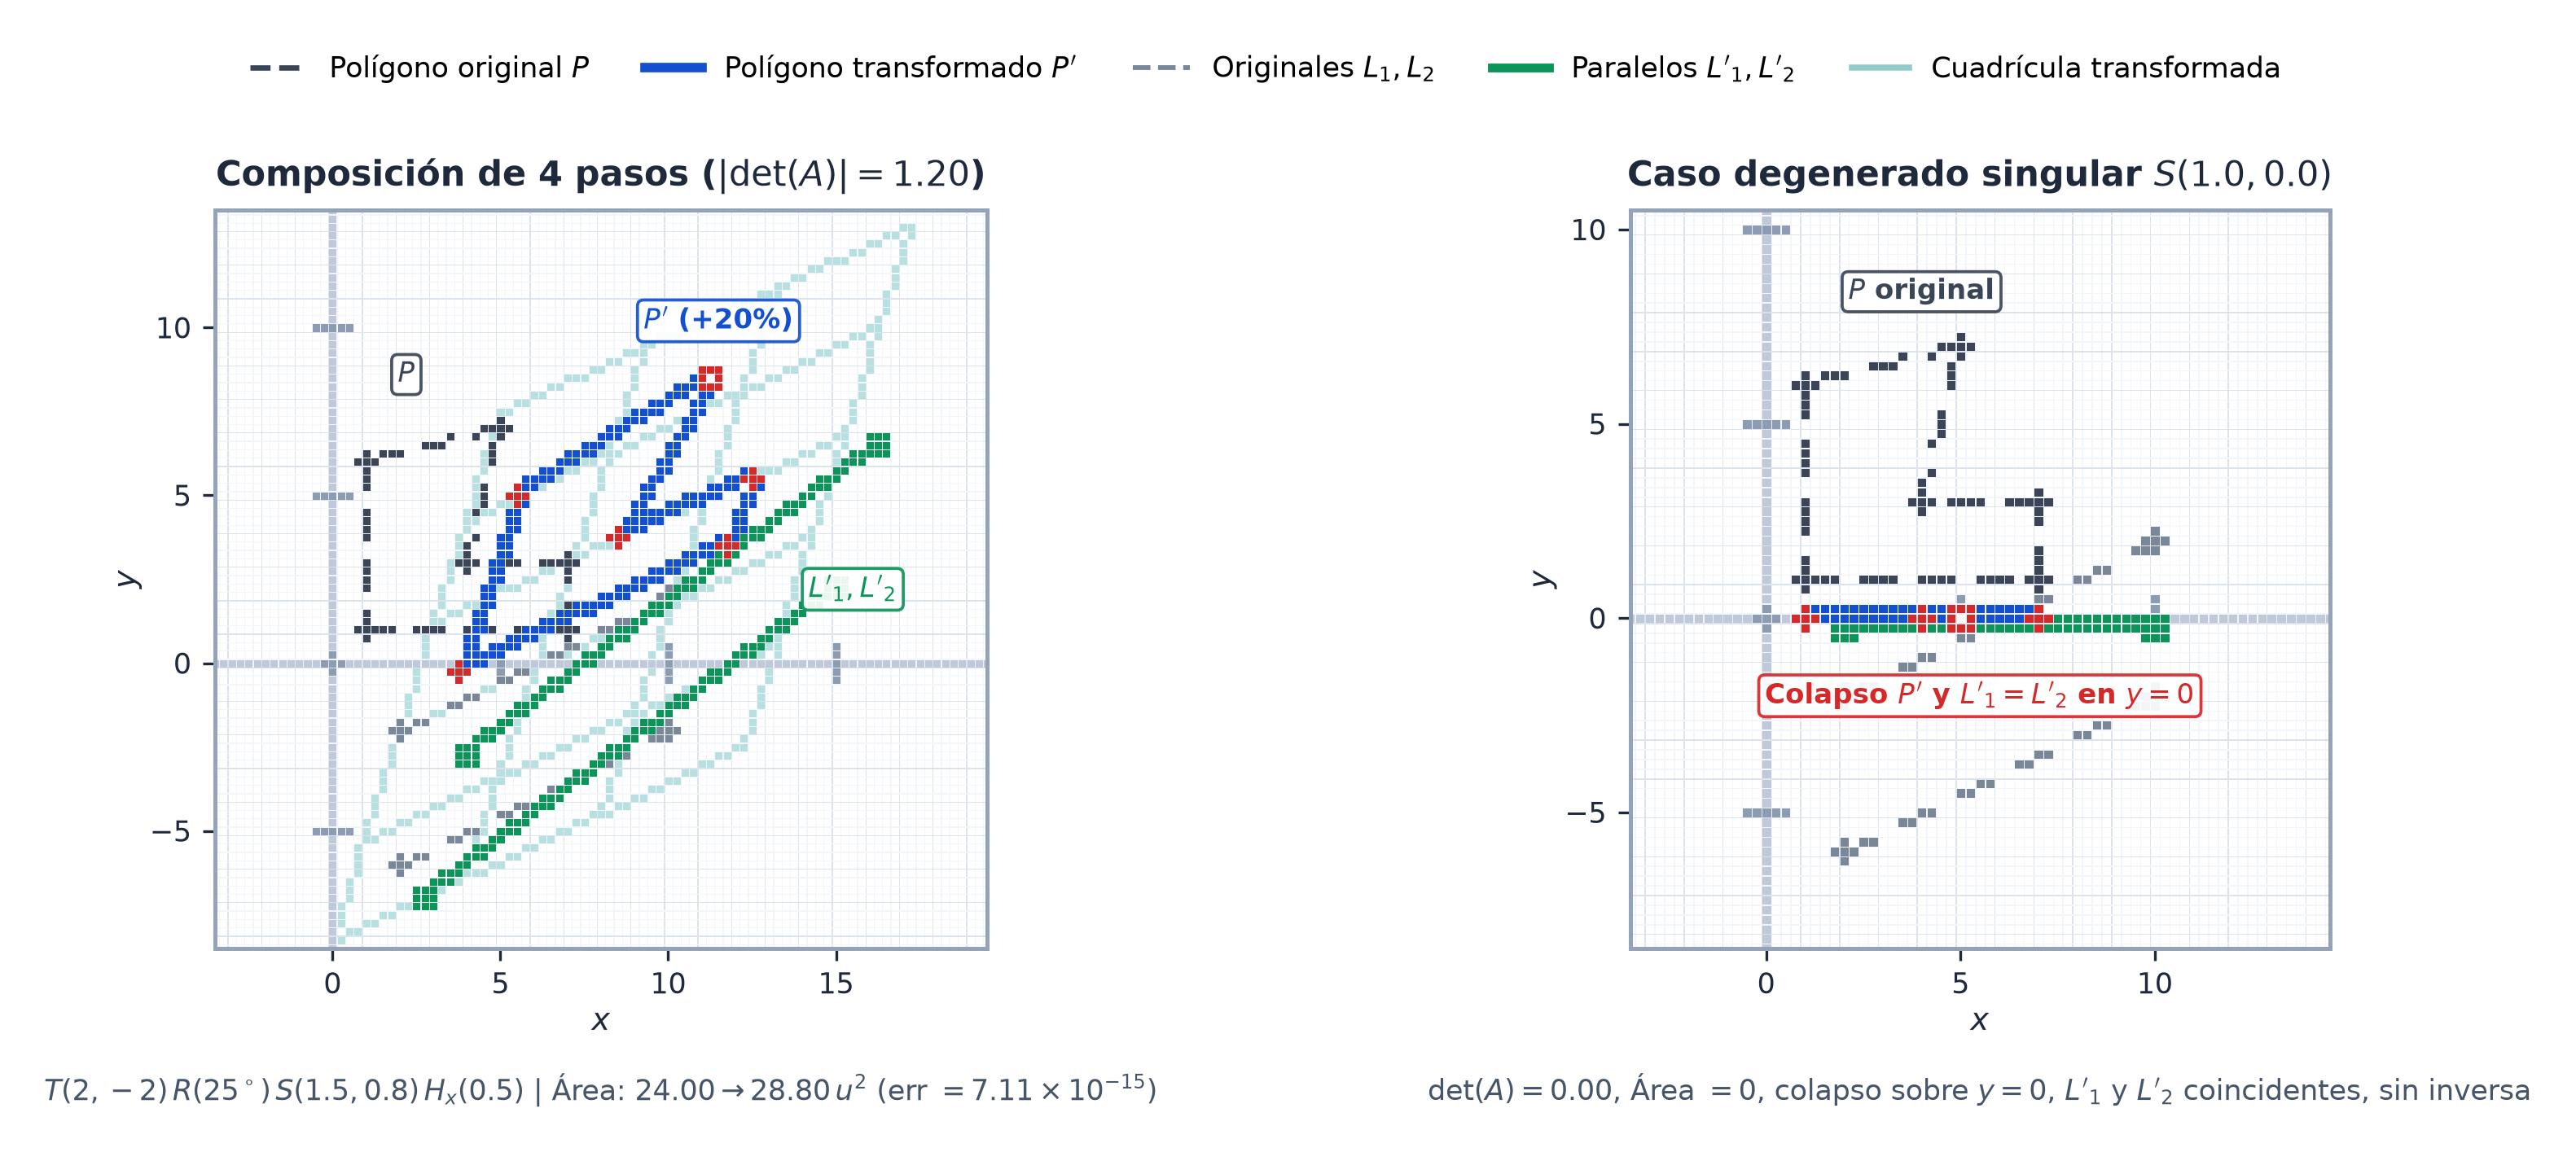 Polígono original P
Polígono transformado P′
Originales L₁, L₂
Paralelos L′₁, L′₂
Cuadrícula transformada
Composición de 4 pasos (|det(A)| = 1.20)
P
P′ (+20%)
L′₁, L′₂
10
5
0
−5
0
5
10
15
y
x
T(2, −2) R(25°) S(1.5, 0.8) Hₓ(0.5) | Área: 24.00 → 28.80 u² (err = 7.11 × 10⁻¹⁵)
Caso degenerado singular S(1.0, 0.0)
P original
Colapso P′ y L′₁ = L′₂ en y = 0
10
5
0
−5
0
5
10
y
x
det(A) = 0.00, Área = 0, colapso sobre y = 0, L′₁ y L′₂ coincidentes, sin inversa